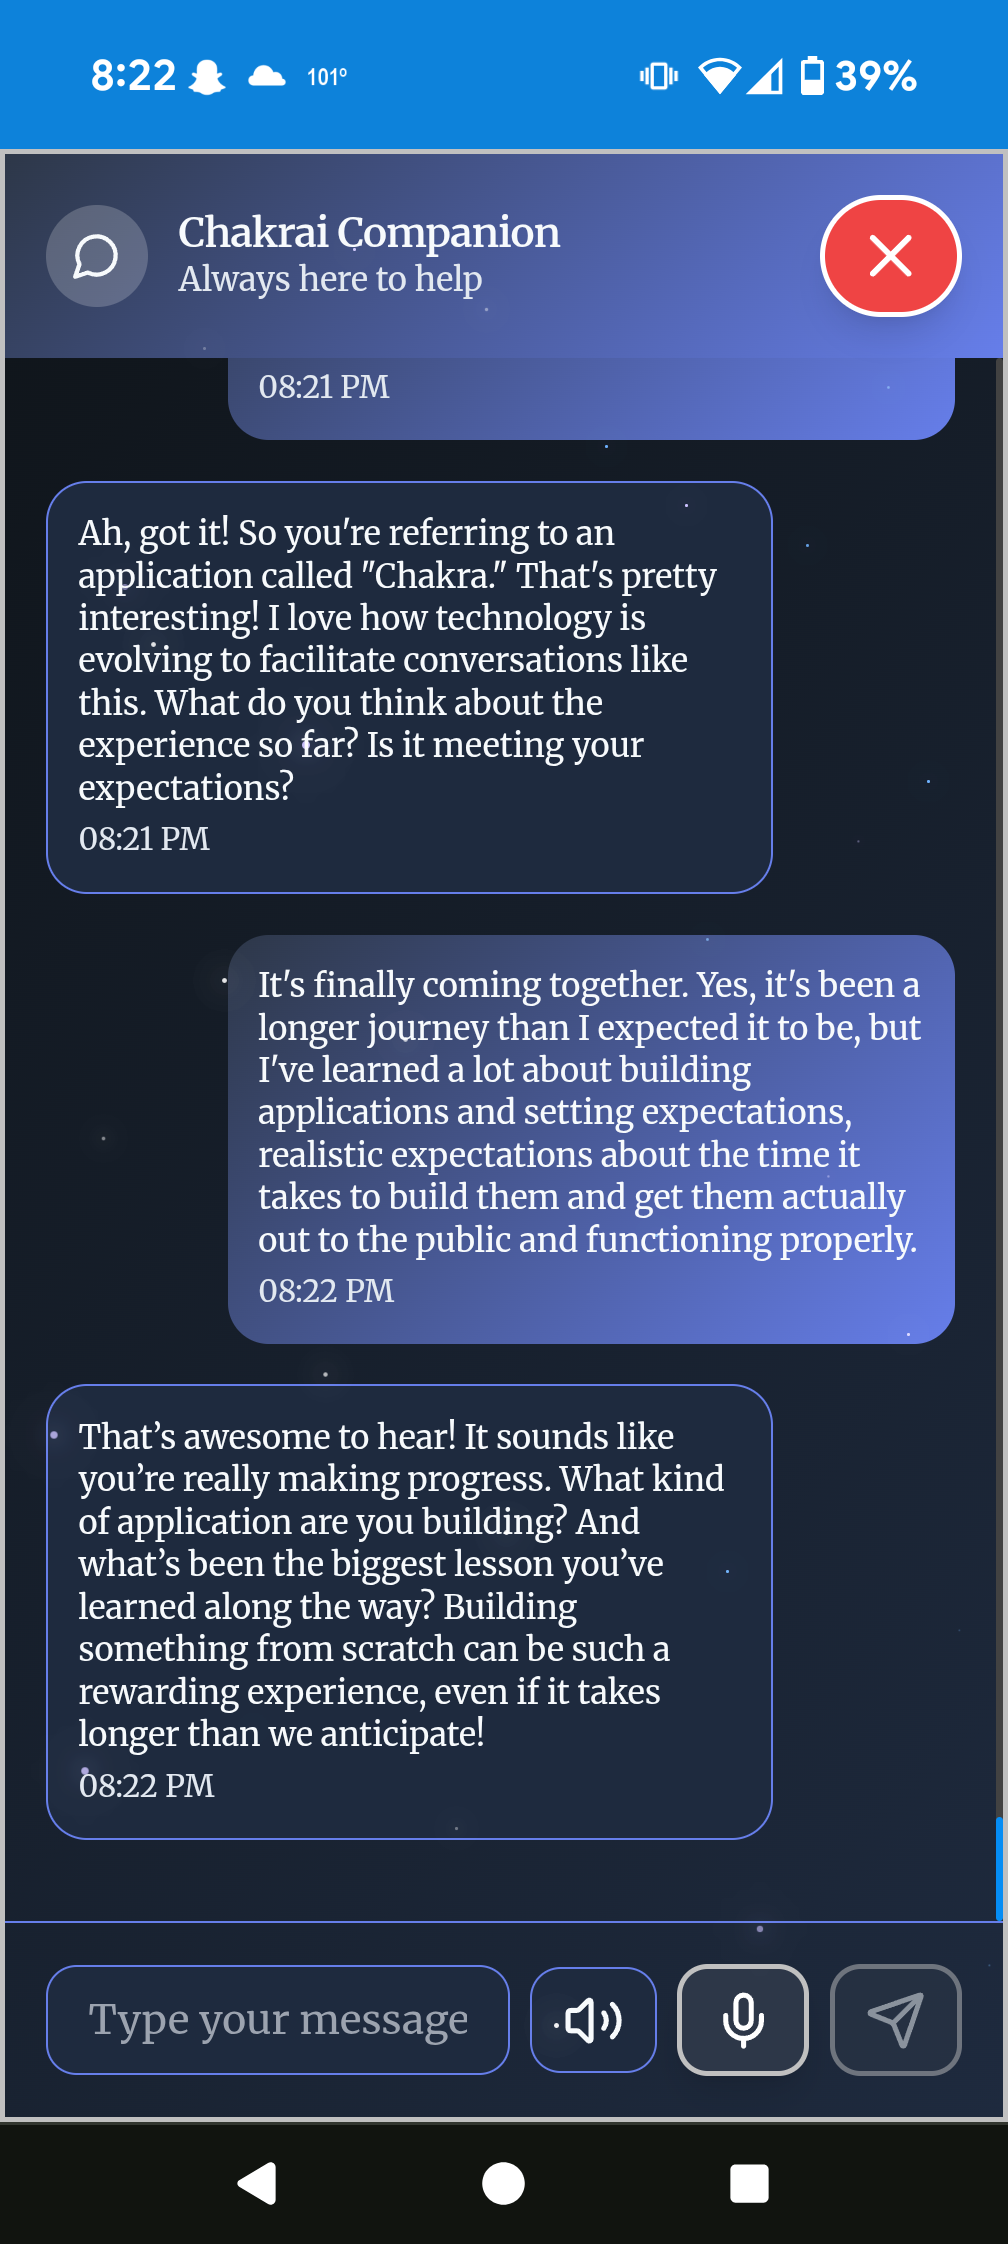 8:22 101° 39%
Chakrai Companion
Always here to help
08:21 PM
Ah, got it! So you're referring to an
application called "Chakra." That's pretty
interesting! I love how technology is
evolving to facilitate conversations like
this. What do you think about the
experience so far? Is it meeting your
expectations?
08:21 PM
It's finally coming together. Yes, it's been a
longer journey than I expected it to be, but
I've learned a lot about building
applications and setting expectations,
realistic expectations about the time it
takes to build them and get them actually
out to the public and functioning properly.
08:22 PM
That’s awesome to hear! It sounds like
you’re really making progress. What kind
of application are you building? And
what’s been the biggest lesson you’ve
learned along the way? Building
something from scratch can be such a
rewarding experience, even if it takes
longer than we anticipate!
08:22 PM
Type your message